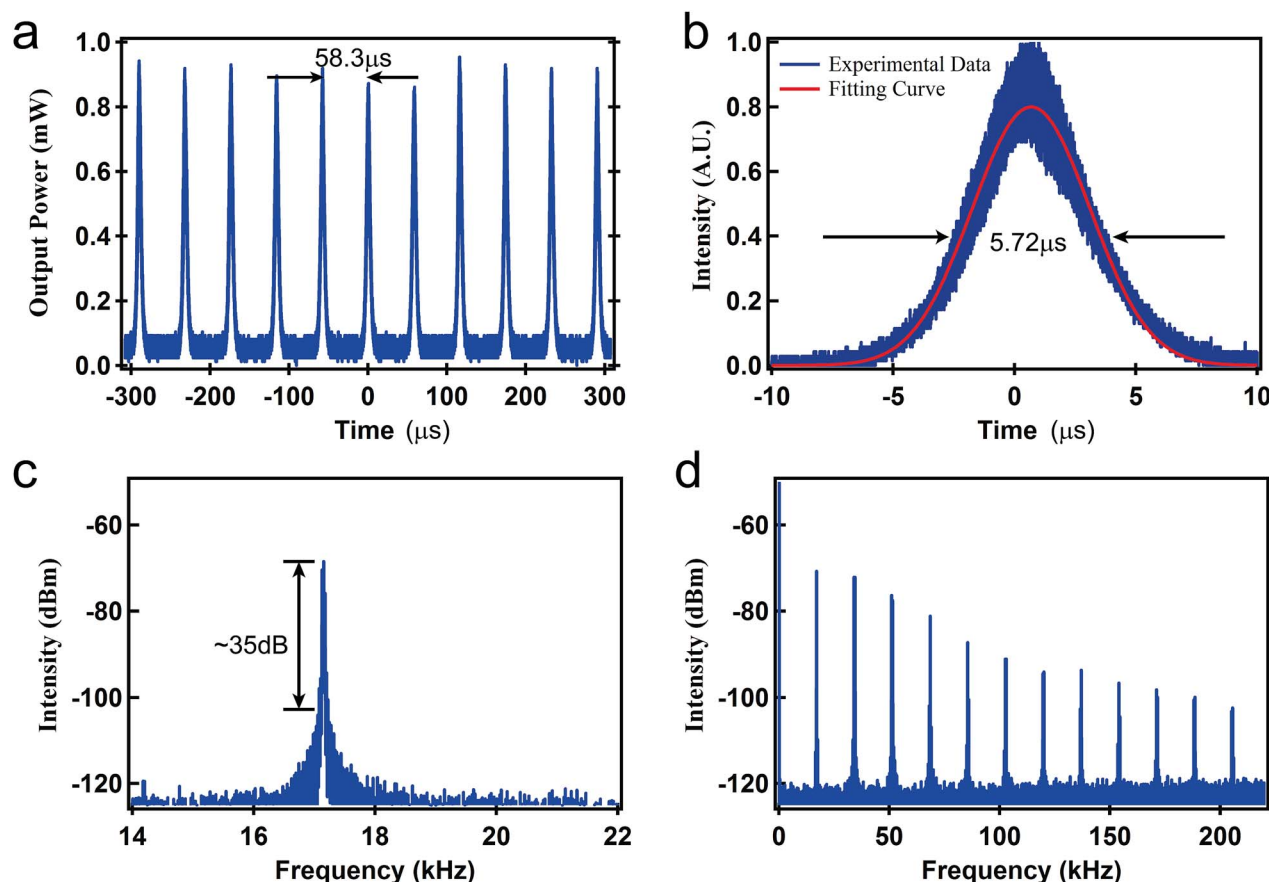 a
58.3μs
1.0
0.8
0.6
0.4
0.2
0.0
Output Power (mW)
-300 -200 -100 0 100 200 300
Time (μs)
b
Experimental Data
Fitting Curve
5.72μs
1.0
0.8
0.6
0.4
0.2
0.0
Intensity (A.U.)
-10 -5 0 5 10
Time (μs)
c
~35dB
-60
-80
-100
-120
Intensity (dBm)
14 16 18 20 22
Frequency (kHz)
d
-60
-80
-100
-120
Intensity (dBm)
0 50 100 150 200
Frequency (kHz)